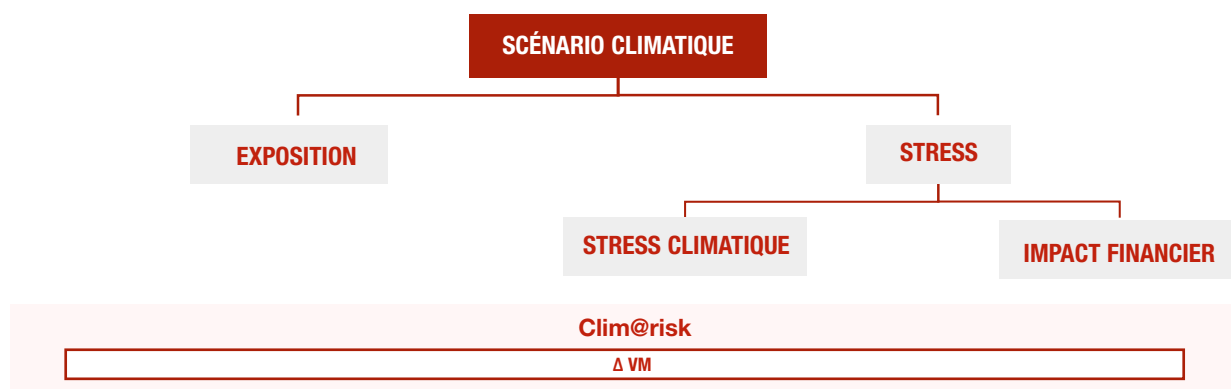 SCÉNARIO CLIMATIQUE
EXPOSITION
STRESS
STRESS CLIMATIQUE
IMPACT FINANCIER
Clim@risk
Δ VM